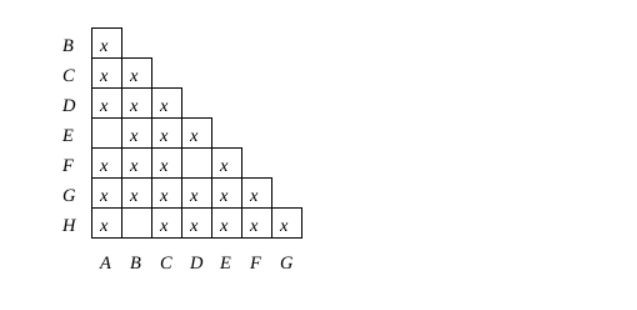 B x
C x x
D x x x
E x x x
F x x x x
G x x x x x x
H x x x x x x
A B C D E F G